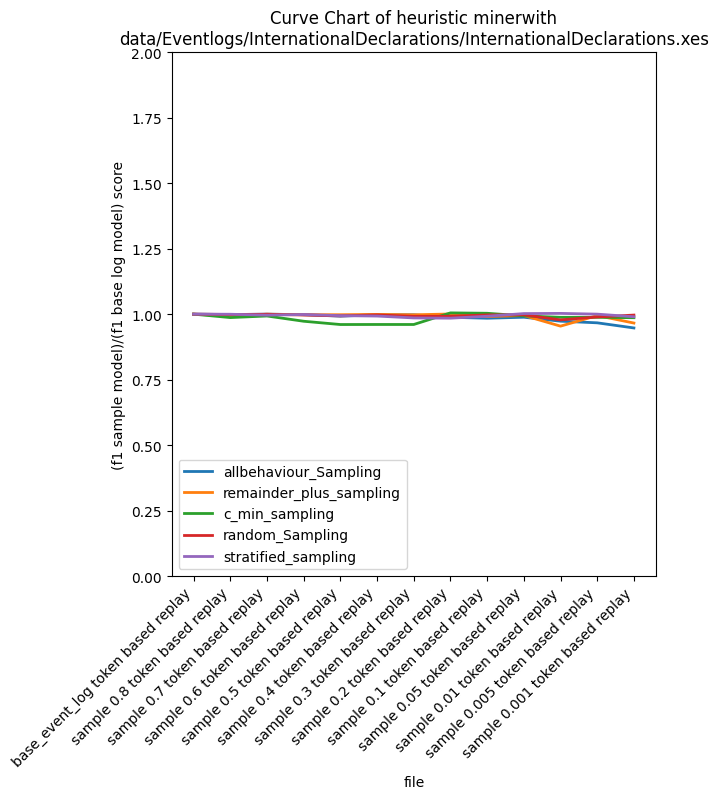 Curve Chart of heuristic minerwith
data/Eventlogs/InternationalDeclarations/InternationalDeclarations.xes
(f1 sample model)/(f1 base log model) score
2.00
1.75
1.50
1.25
1.00
0.75
0.50
0.25
0.00
allbehaviour_Sampling
remainder_plus_sampling
c_min_sampling
random_Sampling
stratified_sampling
base_event_log token based replay
sample 0.8 token based replay
sample 0.7 token based replay
sample 0.6 token based replay
sample 0.5 token based replay
sample 0.4 token based replay
sample 0.3 token based replay
sample 0.2 token based replay
sample 0.1 token based replay
sample 0.05 token based replay
sample 0.01 token based replay
sample 0.005 token based replay
sample 0.001 token based replay
file